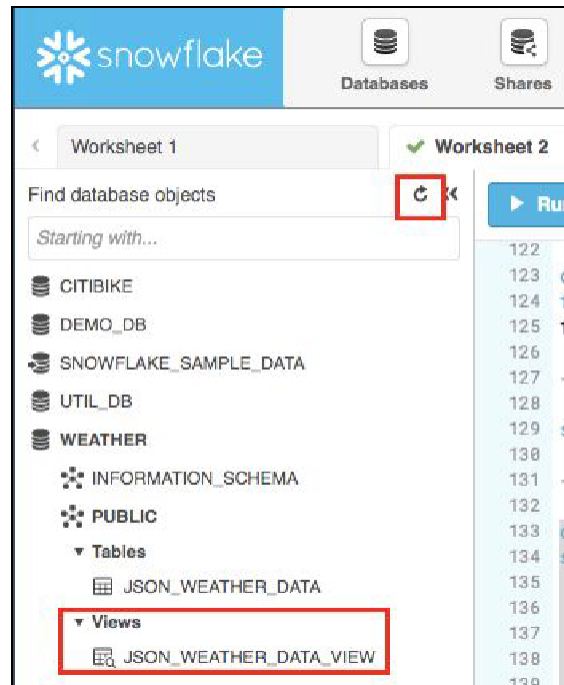 snowflake
Databases
Shares
Worksheet 1
Worksheet 2
Find database objects
Starting with...
CITIBIKE
DEMO_DB
SNOWFLAKE_SAMPLE_DATA
UTIL_DB
WEATHER
INFORMATION_SCHEMA
PUBLIC
Tables
JSON_WEATHER_DATA
Views
JSON_WEATHER_DATA_VIEW
122
123
124
125
126
127
128
129
130
131
132
133
134
135
136
137
138
139